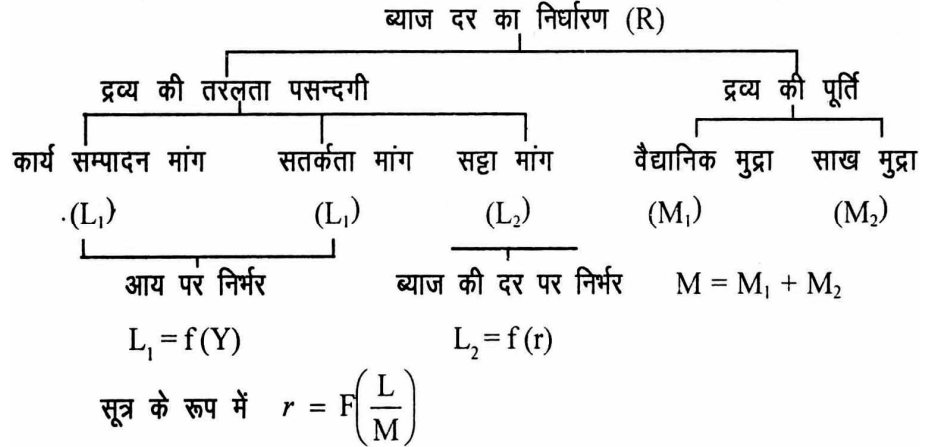 ब्याज दर का निर्धारण (R)
द्रव्य की तरलता पसन्दगी द्रव्य की पूर्ति
कार्य सम्पादन मांग सतर्कता मांग सट्टा मांग वैद्यानिक मुद्रा साख मुद्रा
(L₁) (L₁) (L₂) (M₁) (M₂)
आय पर निर्भर ब्याज की दर पर निर्भर M = M₁ + M₂
L₁ = f (Y) L₂ = f (r)
सूत्र के रूप में r = F(L/M)